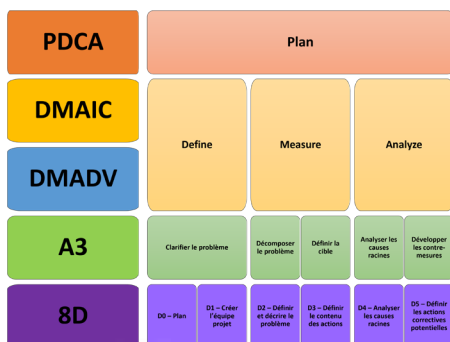 PDCA
Plan
DMAIC
DMADV
Define
Measure
Analyze
A3
Clarifier le problème
Décomposer
le problème
Définir la
cible
Analyser les
causes
racines
Développer
les contre-
mesures
8D
D0 – Plan
D1 – Créer
l'équipe
projet
D2 – Définir
et décrire le
problème
D3 – Définir
le contenu
des actions
D4 – Analyser
les causes
racines
D5 – Définir
les actions
correctives
potentielles